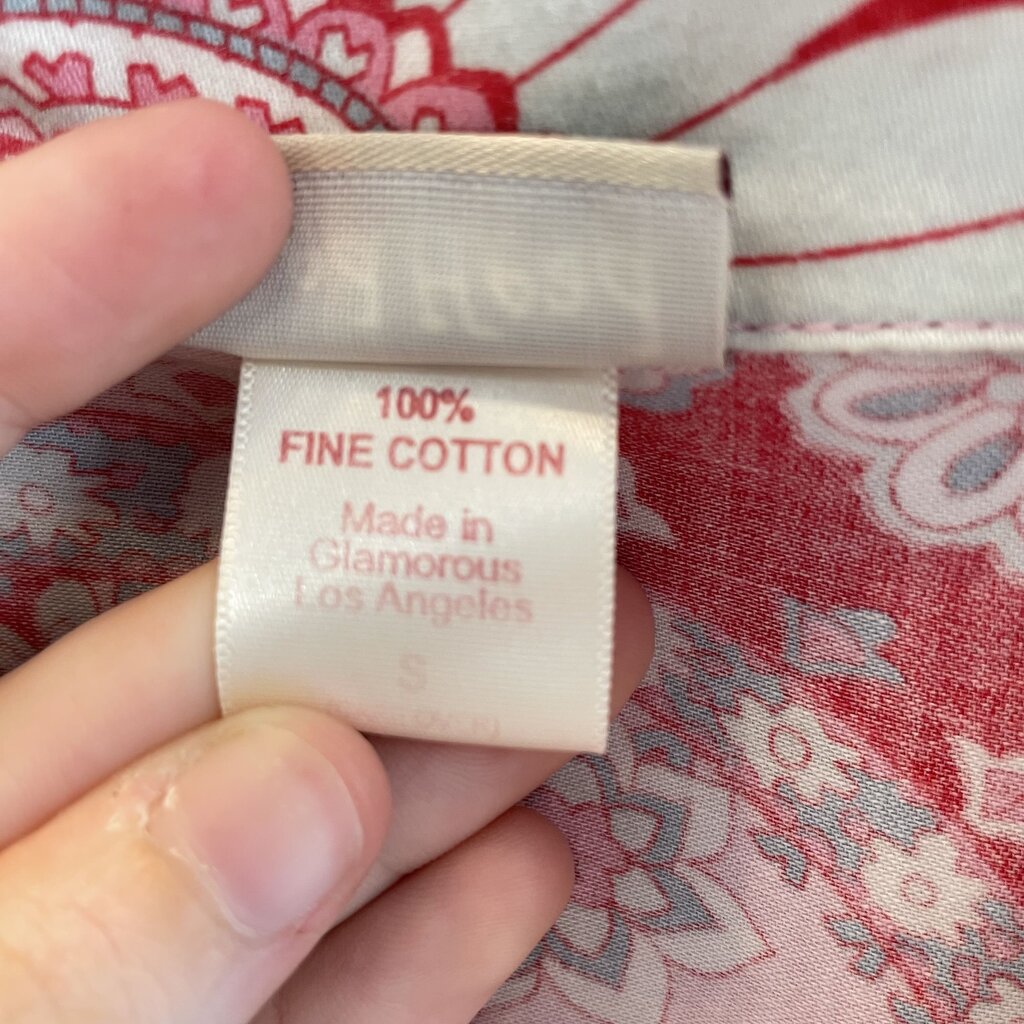 100%
FINE COTTON
Made in
Glamorous
Los Angeles
S